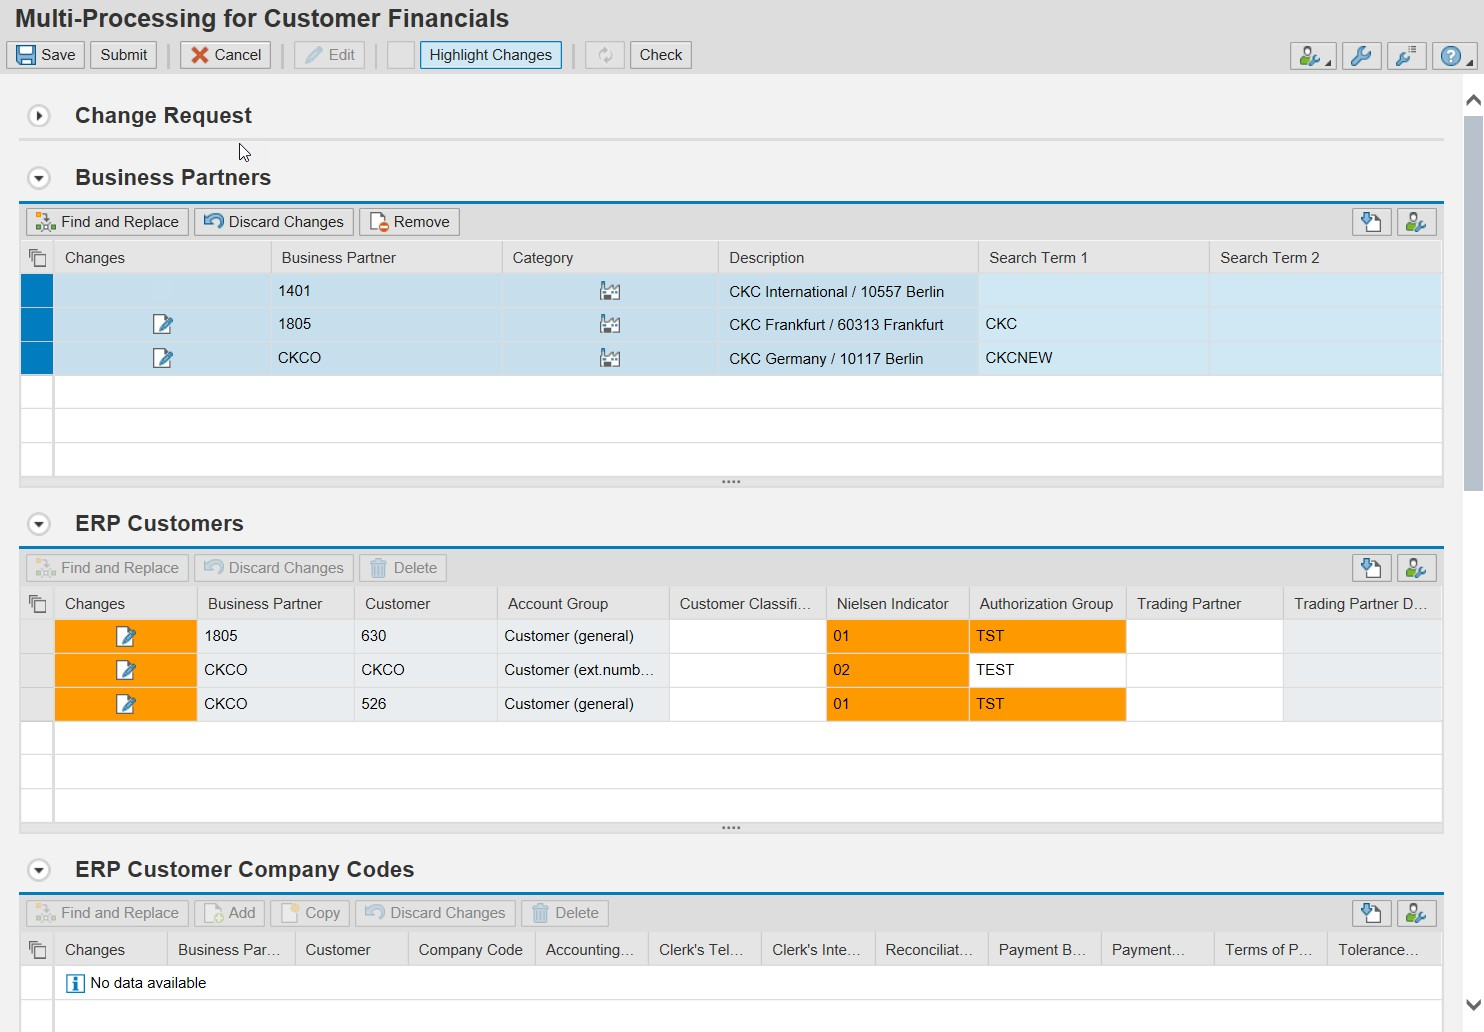 Multi-Processing for Customer Financials
Save Submit Cancel Edit Highlight Changes Check
Change Request
Business Partners
Find and Replace Discard Changes Remove
Changes Business Partner Category Description Search Term 1 Search Term 2
1401 CKC International / 10557 Berlin
1805 CKC Frankfurt / 60313 Frankfurt CKC
CKCO CKC Germany / 10117 Berlin CKCNEW
ERP Customers
Find and Replace Discard Changes Delete
Changes Business Partner Customer Account Group Customer Classifi... Nielsen Indicator Authorization Group Trading Partner Trading Partner D...
1805 630 Customer (general) 01 TST
CKCO CKCO Customer (ext.numb... 02 TEST
CKCO 526 Customer (general) 01 TST
ERP Customer Company Codes
Find and Replace Add Copy Discard Changes Delete
Changes Business Par... Customer Company Code Accounting... Clerk's Tel... Clerk's Inte... Reconciliat... Payment B... Payment... Terms of P... Tolerance...
No data available